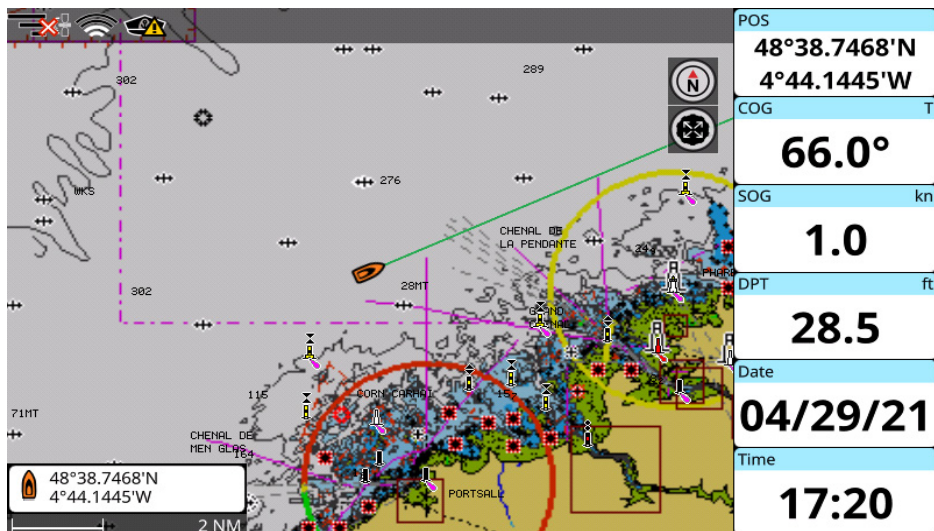 POS
48°38.7468'N
4°44.1445'W
COG T
66.0°
SOG kn
1.0
DPT ft
28.5
Date
04/29/21
Time
17:20
302
289
N
WKS
276
CHENAL DE
LA PENDANTE
302
28MT
PHARE
115
CORN CARHAI
71MT
CHENAL DE
MEN GLAS
164
PORTSALL
48°38.7468'N
4°44.1445'W
2 NM